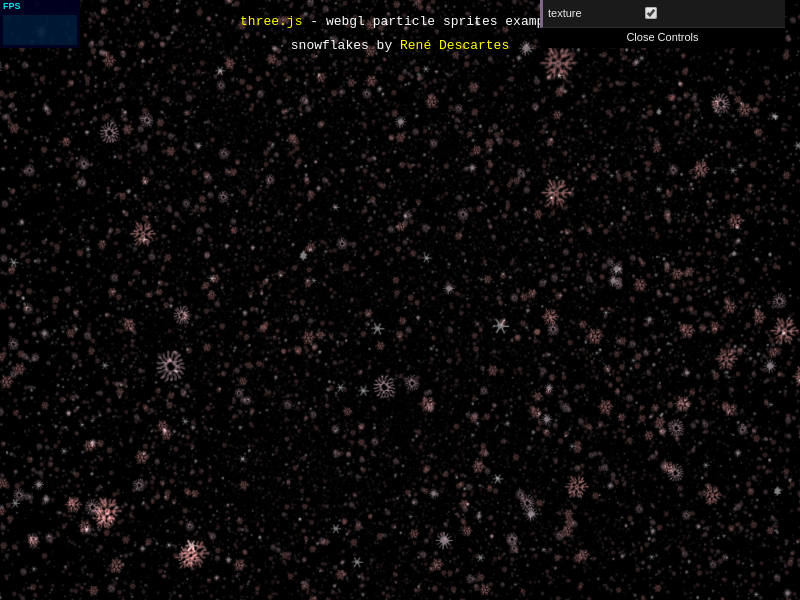 FPS
three.js - webgl particle sprites examp
snowflakes by René Descartes
texture
Close Controls